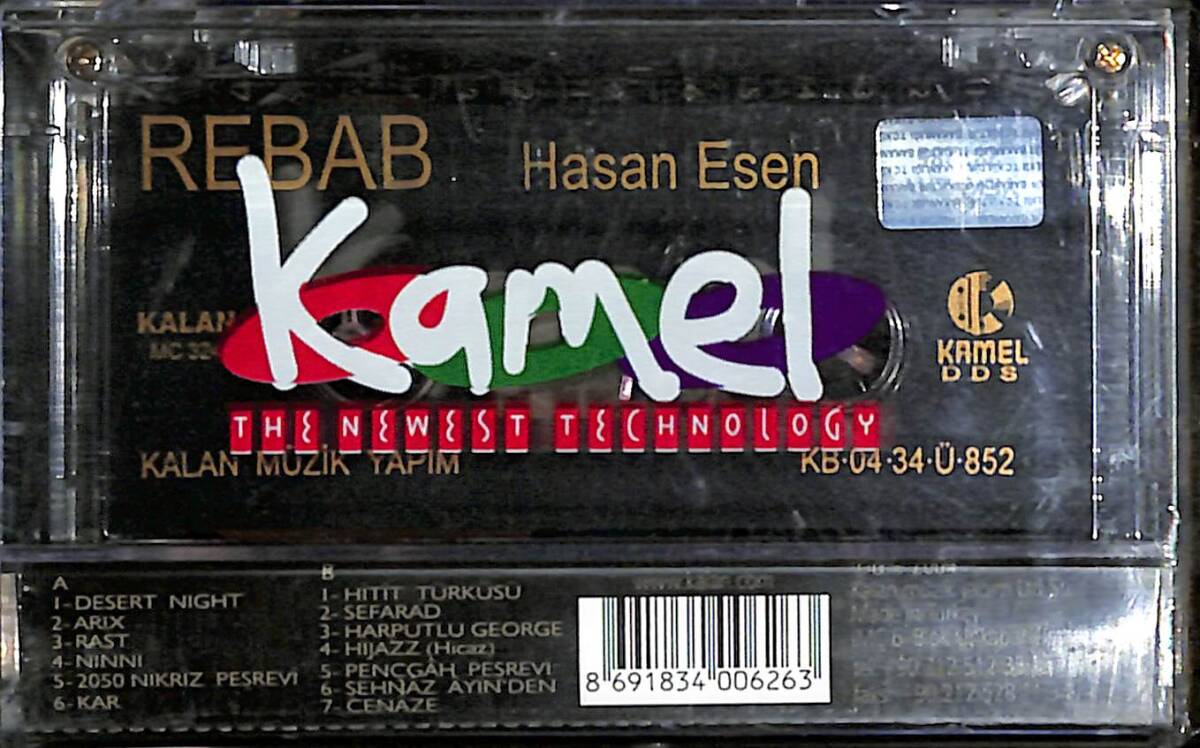 REBAB
Hasan Esen
Kamel
THE NEWEST TECHNOLOGY
KALAN
KAMEL
DDS
KALAN MÜZİK YAPIM
KB·04·34·Ü·852
A
1-DESERT NIGHT
2-ARIX
3-RAST
4-NINNI
5-2050 NIKRIZ PESREVI
6-KAR
B
1-HITIT TURKUSU
2-SEFARAD
3-HARPUTLU GEORGE
4-HIJAZZ (Hicaz)
5-PENCGÂH PESREVI
6-SEHNAZ AYIN'DEN
7-CENAZE
8 691834 006263